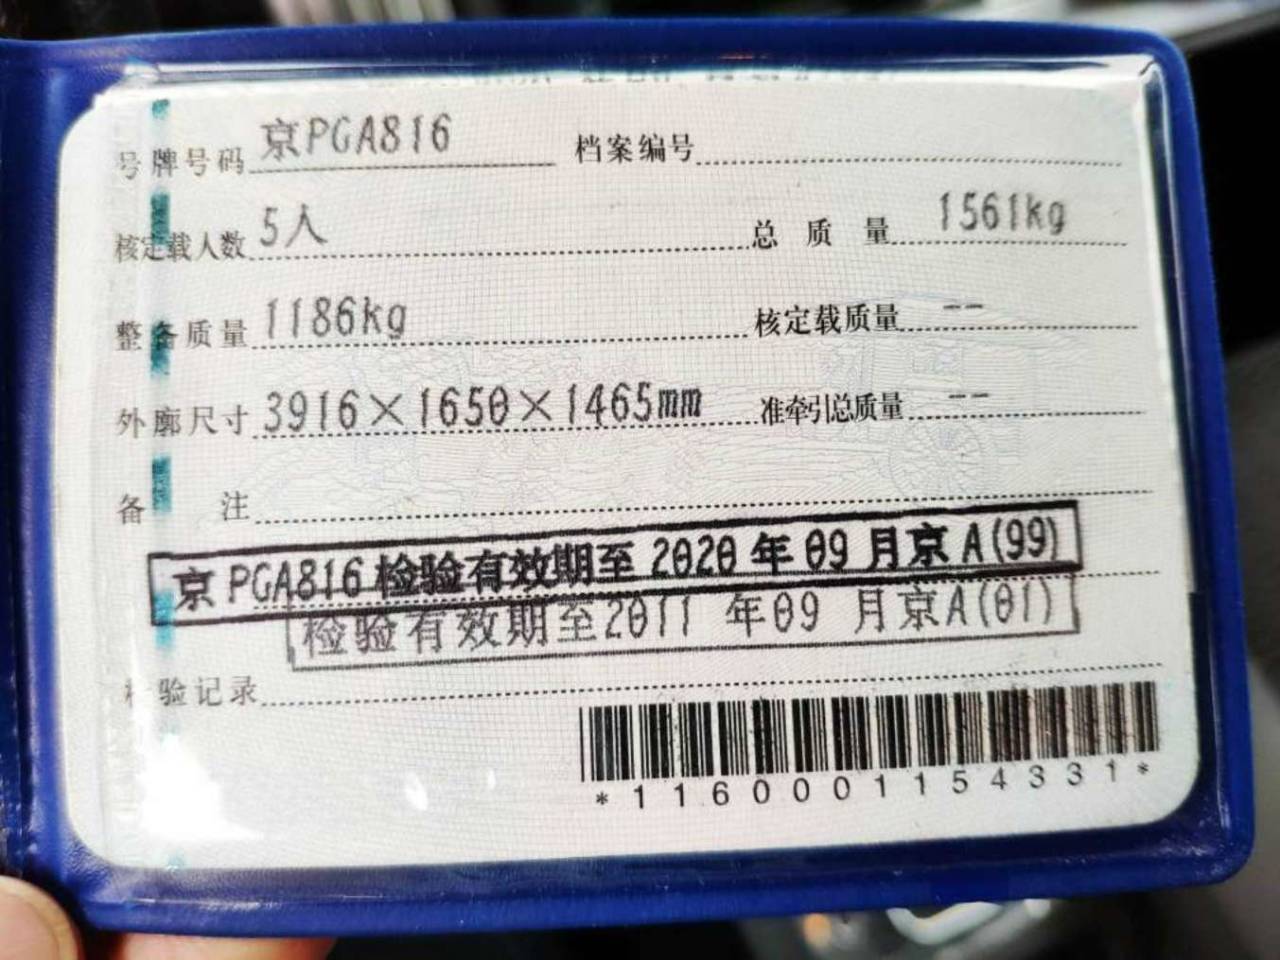 号牌号码 京PGA816 档案编号
核定载人数 5人 总质量 1561kg
整备质量 1186kg 核定载质量 --
外廓尺寸 3916×1650×1465mm 准牵引总质量 --
备注
京PGA816检验有效期至2020年09月京A(99)
检验有效期至2011年09月京A(01)
检验记录
*1160001154331*